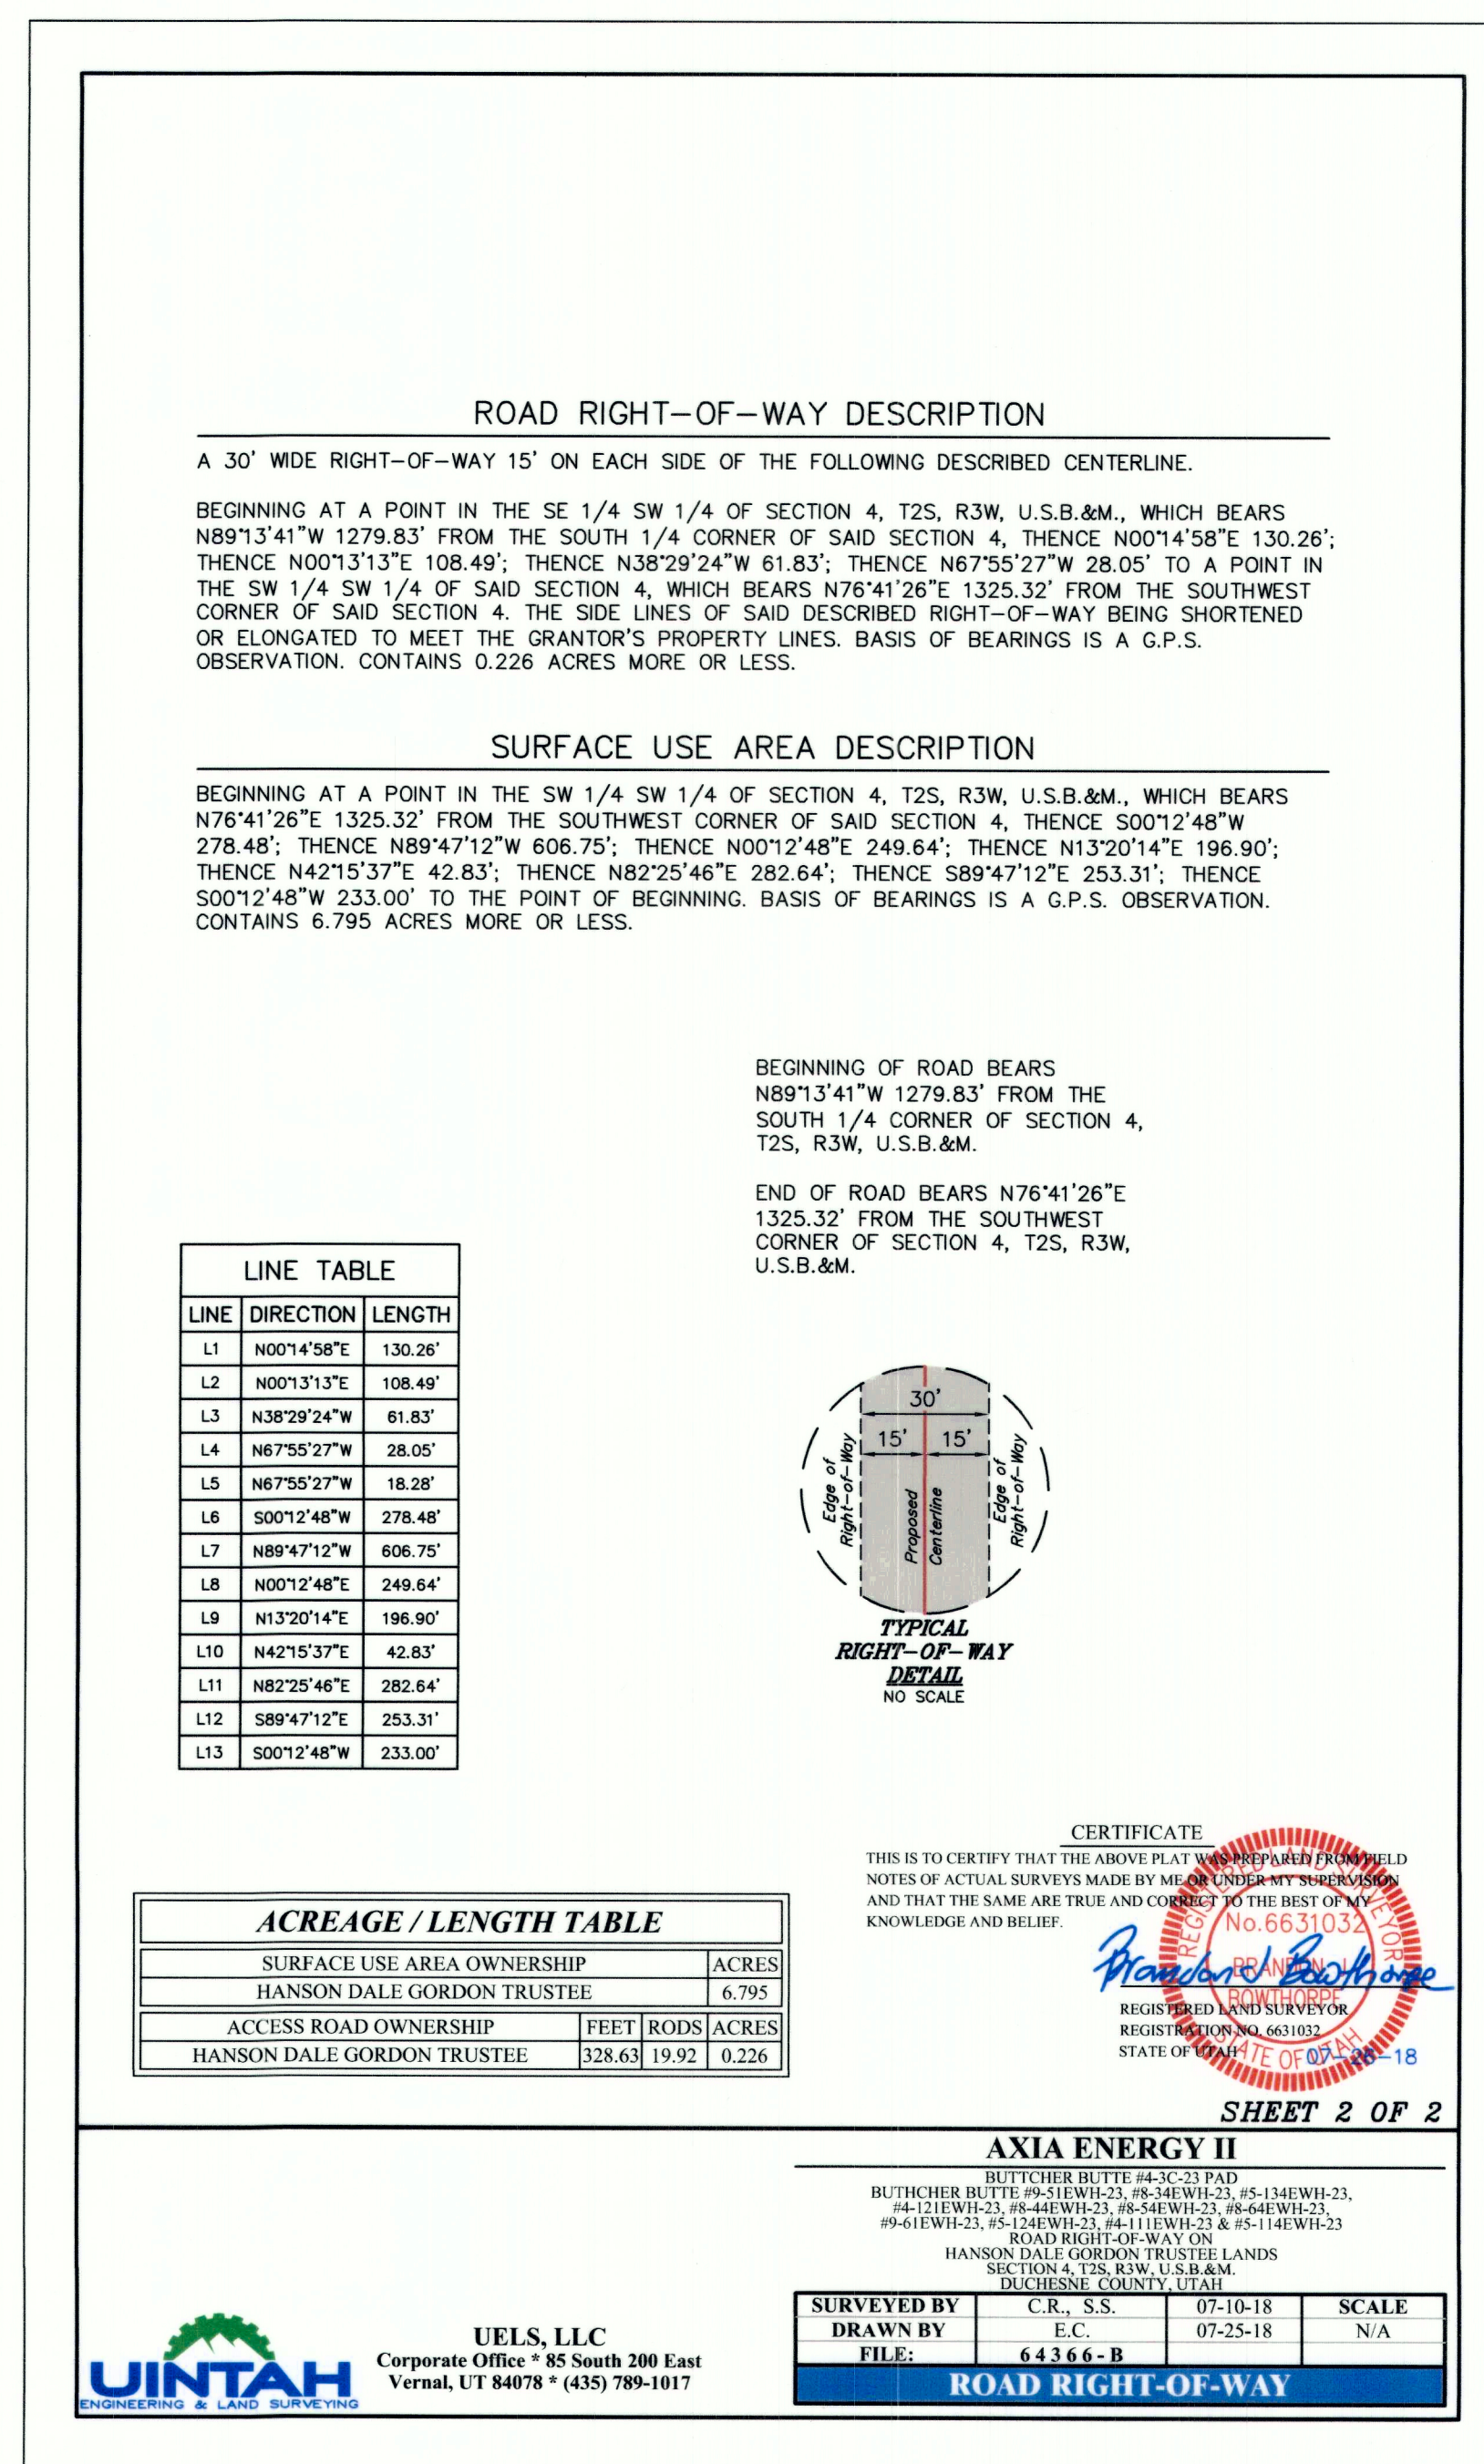 ROAD RIGHT-OF-WAY DESCRIPTION
A 30' WIDE RIGHT-OF-WAY 15' ON EACH SIDE OF THE FOLLOWING DESCRIBED CENTERLINE.
BEGINNING AT A POINT IN THE SE 1/4 SW 1/4 OF SECTION 4, T2S, R3W, U.S.B.&M., WHICH BEARS
N89°13'41"W 1279.83' FROM THE SOUTH 1/4 CORNER OF SAID SECTION 4, THENCE N00°14'58"E 130.26';
THENCE N00°13'13"E 108.49'; THENCE N38°29'24"W 61.83'; THENCE N67°55'27"W 28.05' TO A POINT IN
THE SW 1/4 SW 1/4 OF SAID SECTION 4, WHICH BEARS N76°41'26"E 1325.32' FROM THE SOUTHWEST
CORNER OF SAID SECTION 4. THE SIDE LINES OF SAID DESCRIBED RIGHT-OF-WAY BEING SHORTENED
OR ELONGATED TO MEET THE GRANTOR'S PROPERTY LINES. BASIS OF BEARINGS IS A G.P.S.
OBSERVATION. CONTAINS 0.226 ACRES MORE OR LESS.
SURFACE USE AREA DESCRIPTION
BEGINNING AT A POINT IN THE SW 1/4 SW 1/4 OF SECTION 4, T2S, R3W, U.S.B.&M., WHICH BEARS
N76°41'26"E 1325.32' FROM THE SOUTHWEST CORNER OF SAID SECTION 4, THENCE S00°12'48"W
278.48'; THENCE N89°47'12"W 606.75'; THENCE N00°12'48"E 249.64'; THENCE N13°20'14"E 196.90';
THENCE N42°15'37"E 42.83'; THENCE N82°25'46"E 282.64'; THENCE S89°47'12"E 253.31'; THENCE
S00°12'48"W 233.00' TO THE POINT OF BEGINNING. BASIS OF BEARINGS IS A G.P.S. OBSERVATION.
CONTAINS 6.795 ACRES MORE OR LESS.
BEGINNING OF ROAD BEARS
N89°13'41"W 1279.83' FROM THE
SOUTH 1/4 CORNER OF SECTION 4,
T2S, R3W, U.S.B.&M.
END OF ROAD BEARS N76°41'26"E
1325.32' FROM THE SOUTHWEST
CORNER OF SECTION 4, T2S, R3W,
U.S.B.&M.
LINE TABLE
LINE DIRECTION LENGTH
L1 N00°14'58"E 130.26'
L2 N00°13'13"E 108.49'
L3 N38°29'24"W 61.83'
L4 N67°55'27"W 28.05'
L5 N67°55'27"W 18.28'
L6 S00°12'48"W 278.48'
L7 N89°47'12"W 606.75'
L8 N00°12'48"E 249.64'
L9 N13°20'14"E 196.90'
L10 N42°15'37"E 42.83'
L11 N82°25'46"E 282.64'
L12 S89°47'12"E 253.31'
L13 S00°12'48"W 233.00'
30'
15' 15'
Edge of
Right-of-Way
Proposed
Centerline
Edge of
Right-of-Way
TYPICAL
RIGHT-OF-WAY
DETAIL
NO SCALE
CERTIFICATE
THIS IS TO CERTIFY THAT THE ABOVE PLAT WAS PREPARED FROM FIELD
NOTES OF ACTUAL SURVEYS MADE BY ME OR UNDER MY SUPERVISION
AND THAT THE SAME ARE TRUE AND CORRECT TO THE BEST OF MY
KNOWLEDGE AND BELIEF.
REGISTERED LAND SURVEYOR
No.6631032
BRANDON J.
BOWTHORPE
STATE OF UTAH
Brandon J Bowthorpe
REGISTERED LAND SURVEYOR
REGISTRATION NO. 6631032
STATE OF UTAH
07-26-18
ACREAGE / LENGTH TABLE
SURFACE USE AREA OWNERSHIP ACRES
HANSON DALE GORDON TRUSTEE 6.795
ACCESS ROAD OWNERSHIP FEET RODS ACRES
HANSON DALE GORDON TRUSTEE 328.63 19.92 0.226
SHEET 2 OF 2
AXIA ENERGY II
BUTTCHER BUTTE #4-3C-23 PAD
BUTHCHER BUTTE #9-51EWH-23, #8-34EWH-23, #5-134EWH-23,
#4-121EWH-23, #8-44EWH-23, #8-54EWH-23, #8-64EWH-23,
#9-61EWH-23, #5-124EWH-23, #4-111EWH-23 & #5-114EWH-23
ROAD RIGHT-OF-WAY ON
HANSON DALE GORDON TRUSTEE LANDS
SECTION 4, T2S, R3W, U.S.B.&M.
DUCHESNE COUNTY, UTAH
SURVEYED BY C.R., S.S. 07-10-18 SCALE
DRAWN BY E.C. 07-25-18 N/A
FILE: 64366-B
ROAD RIGHT-OF-WAY
UINTAH
ENGINEERING & LAND SURVEYING
UELS, LLC
Corporate Office * 85 South 200 East
Vernal, UT 84078 * (435) 789-1017